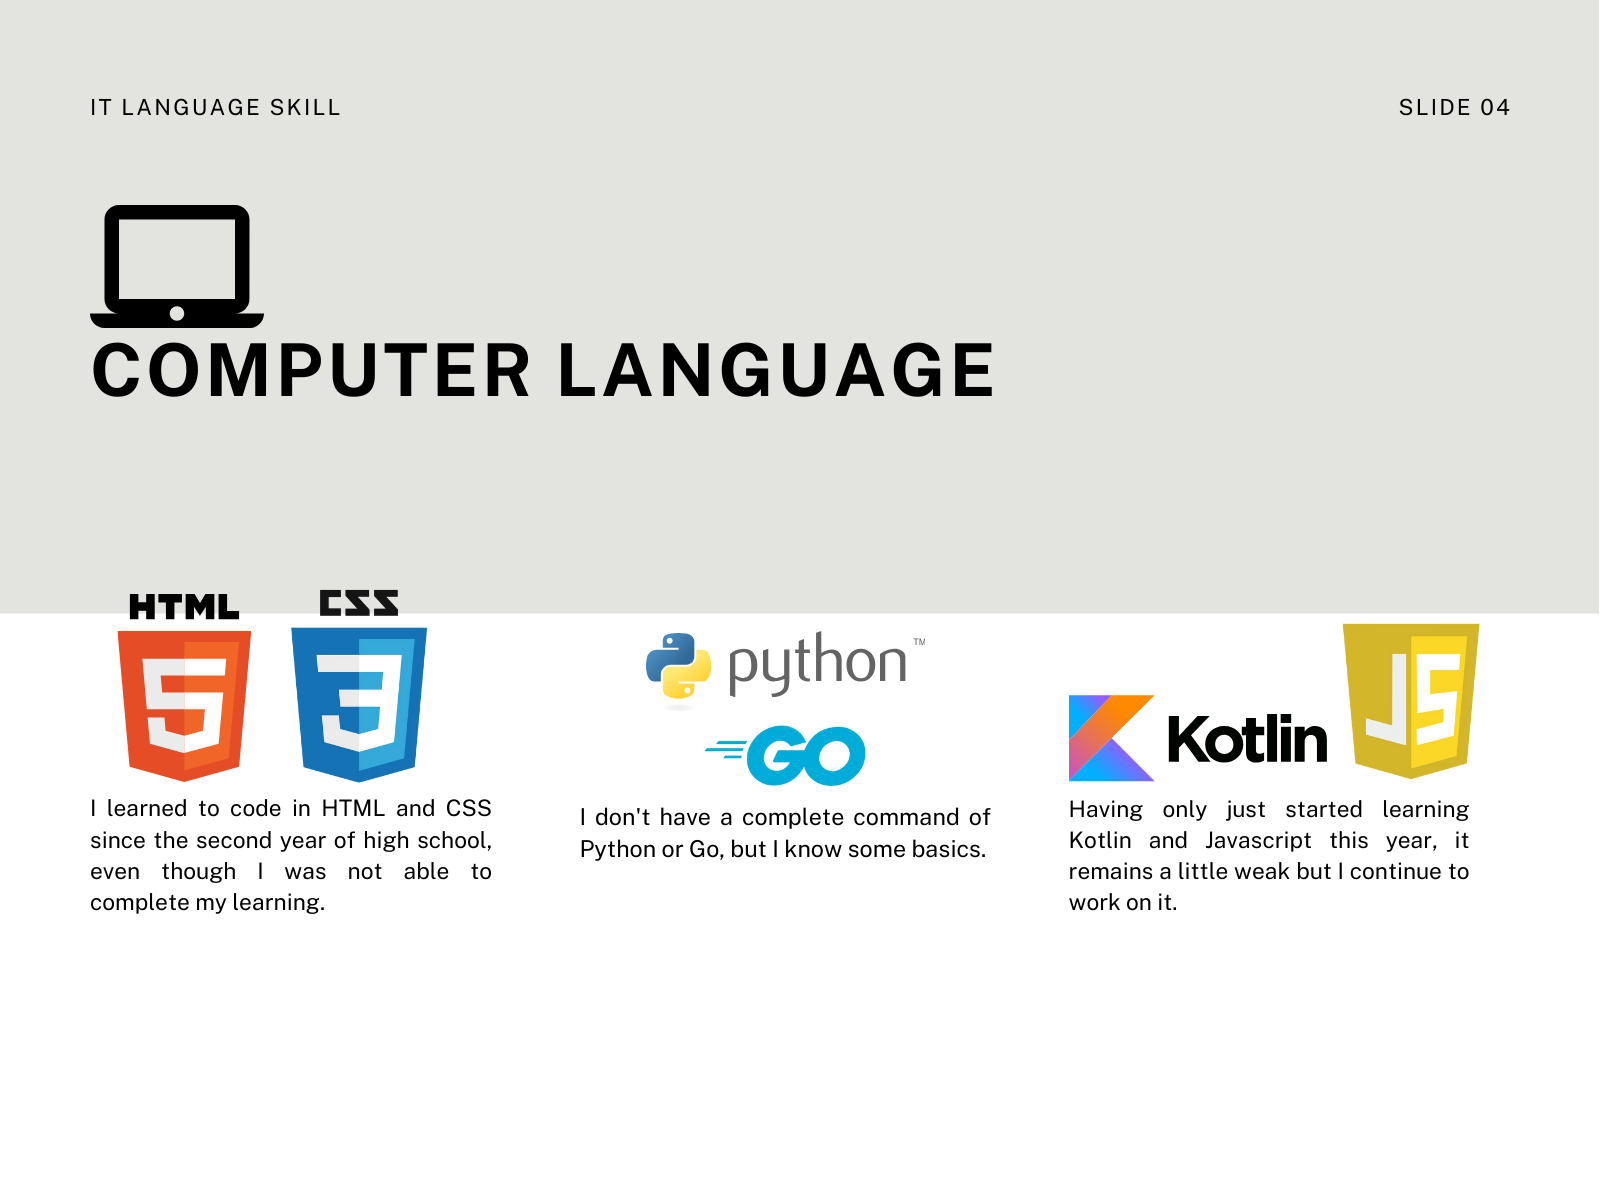 IT LANGUAGE SKILL
SLIDE 04
COMPUTER LANGUAGE
HTML
5
CSS
3
I learned to code in HTML and CSS
since the second year of high school,
even though I was not able to
complete my learning.
python™
GO
I don't have a complete command of
Python or Go, but I know some basics.
Kotlin
JS
Having only just started learning
Kotlin and Javascript this year, it
remains a little weak but I continue to
work on it.